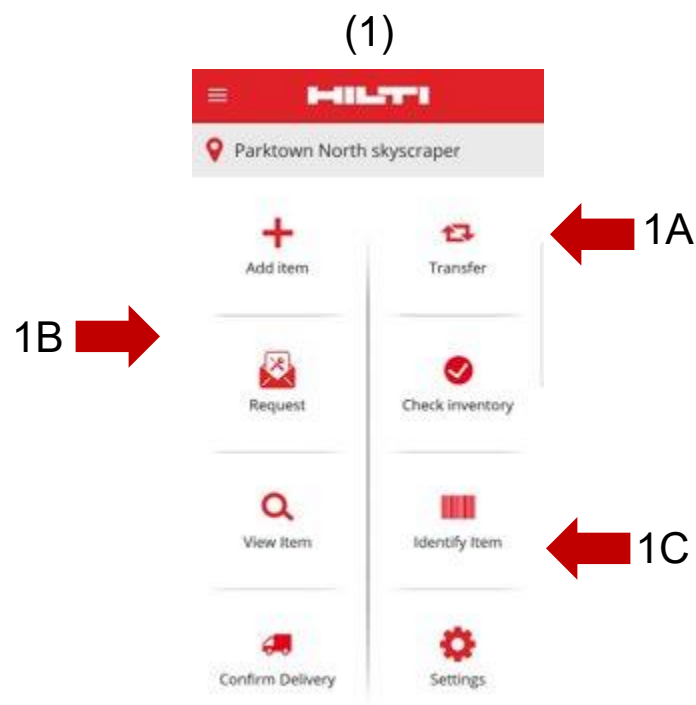 (1)
HILTI
Parktown North skyscraper
1A
Add item
Transfer
1B
Request
Check inventory
View Item
Identify Item
1C
Confirm Delivery
Settings